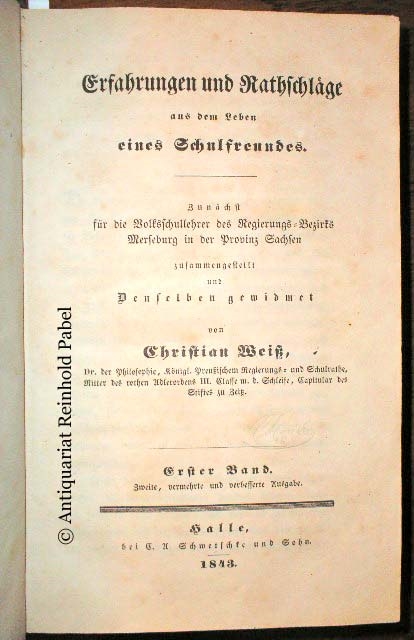 Erfahrungen und Rathschläge
aus dem Leben
eines Schulfreundes.
Zunächst
für die Volksschullehrer des Regierungs-Bezirks
Merseburg in der Provinz Sachsen
zusammengestellt
und
Denselben gewidmet
von
Christian Weiß,
Dr. der Philosophie, Königl. Preußischem Regierungs- und Schulrathe,
Ritter des rothen Adlerordens III. Classe m. d. Schleife, Capitular des
Stiftes zu Zeitz.
Erster Band.
Zweite, vermehrte und verbesserte Ausgabe.
Halle,
bei C. A. Schwetschke und Sohn.
1843.
© Antiquariat Reinhold Pabel